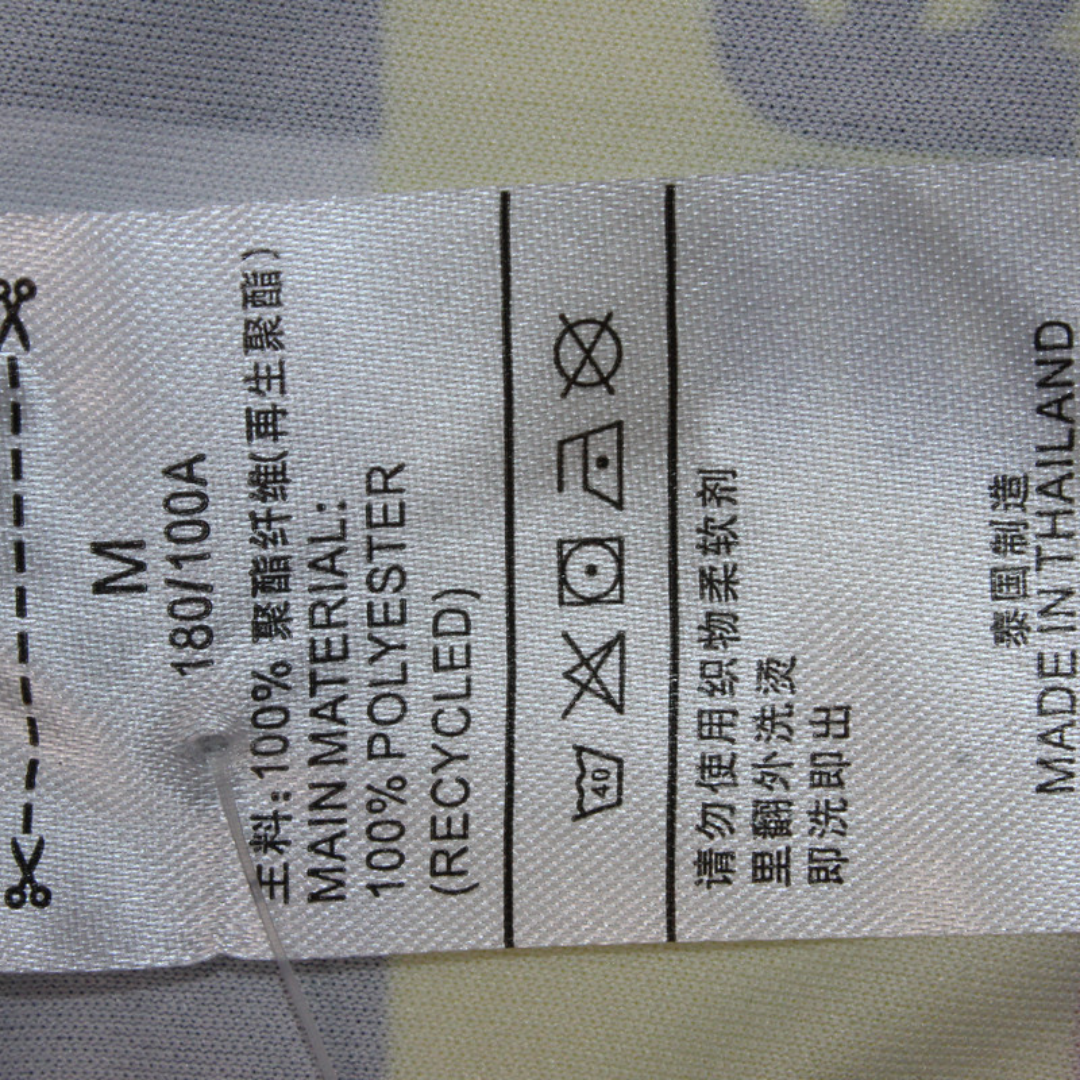 M
180/100A
主料：100% 聚酯纤维(再生聚酯)
MAIN MATERIAL:
100% POLYESTER
(RECYCLED)
40
请勿使用织物柔软剂
里翻外洗烫
即洗即出
泰国制造
MADE IN THAILAND